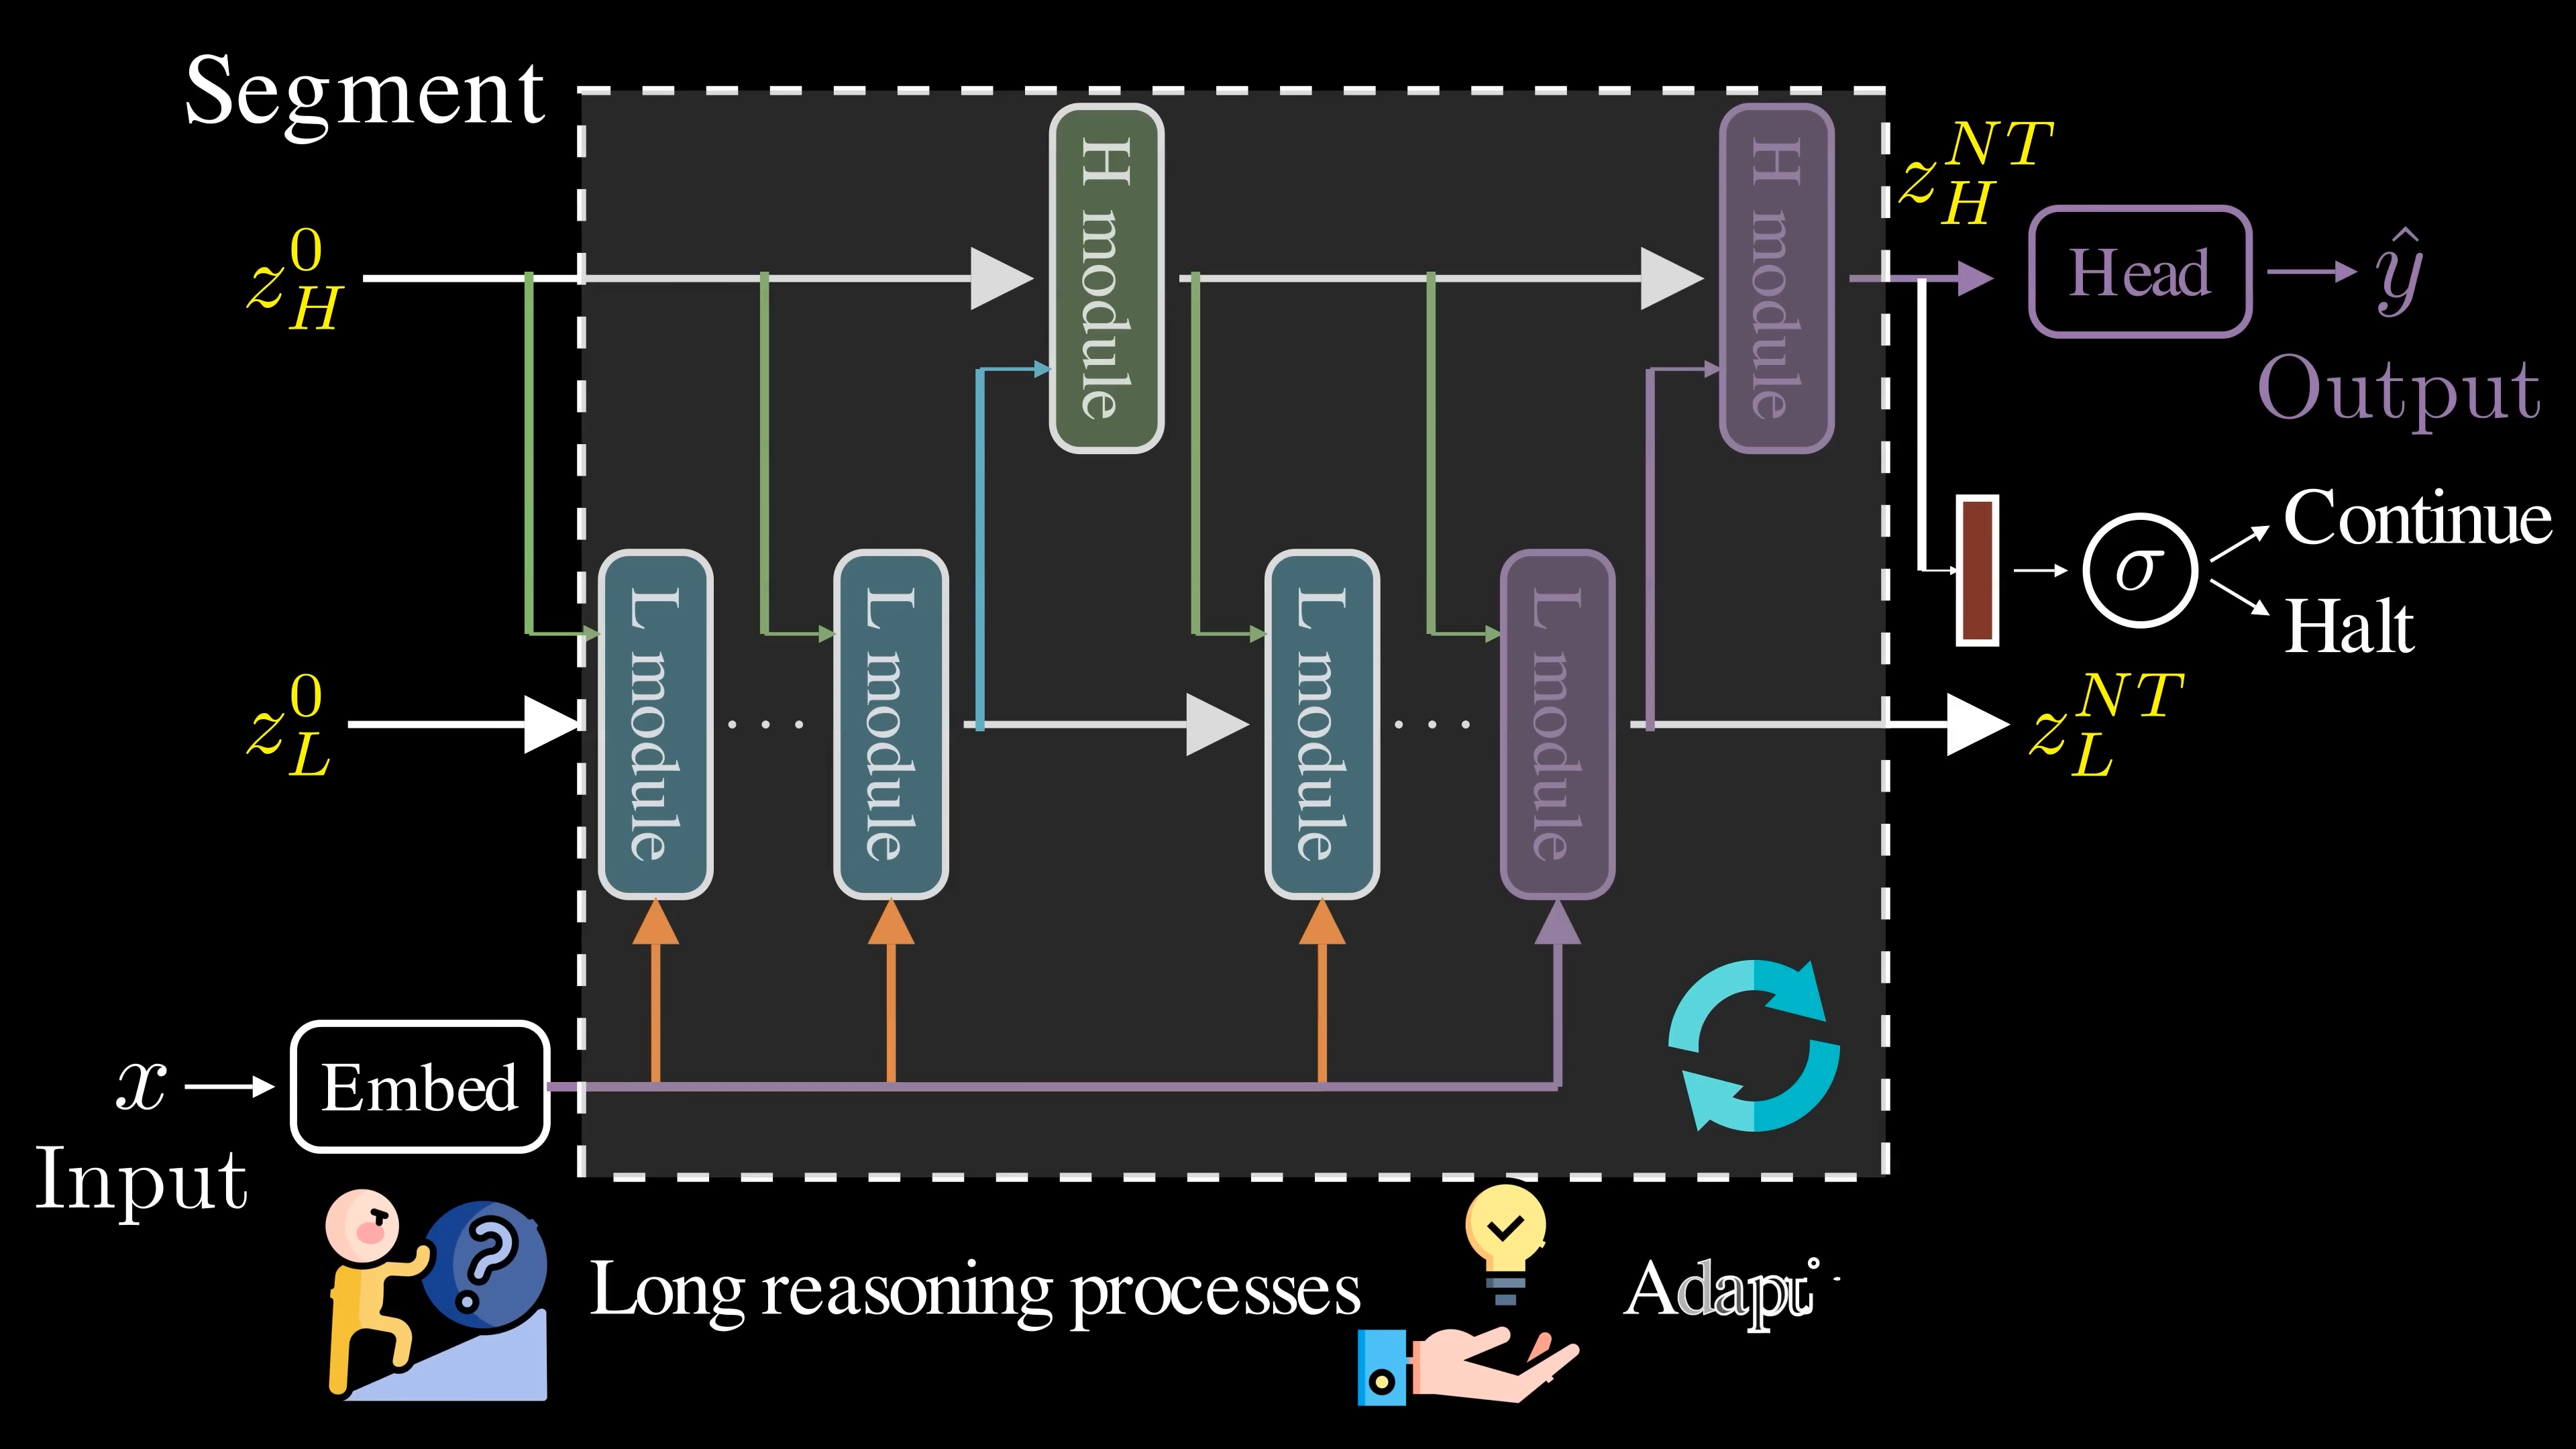 Segment
H module
H module
z_H^{NT}
z_H^0
Head
ŷ
Output
Continue
σ
Halt
L module
L module
L module
L module
z_L^0
z_L^{NT}
. . .
. . .
x
Embed
Input
?
Long reasoning processes